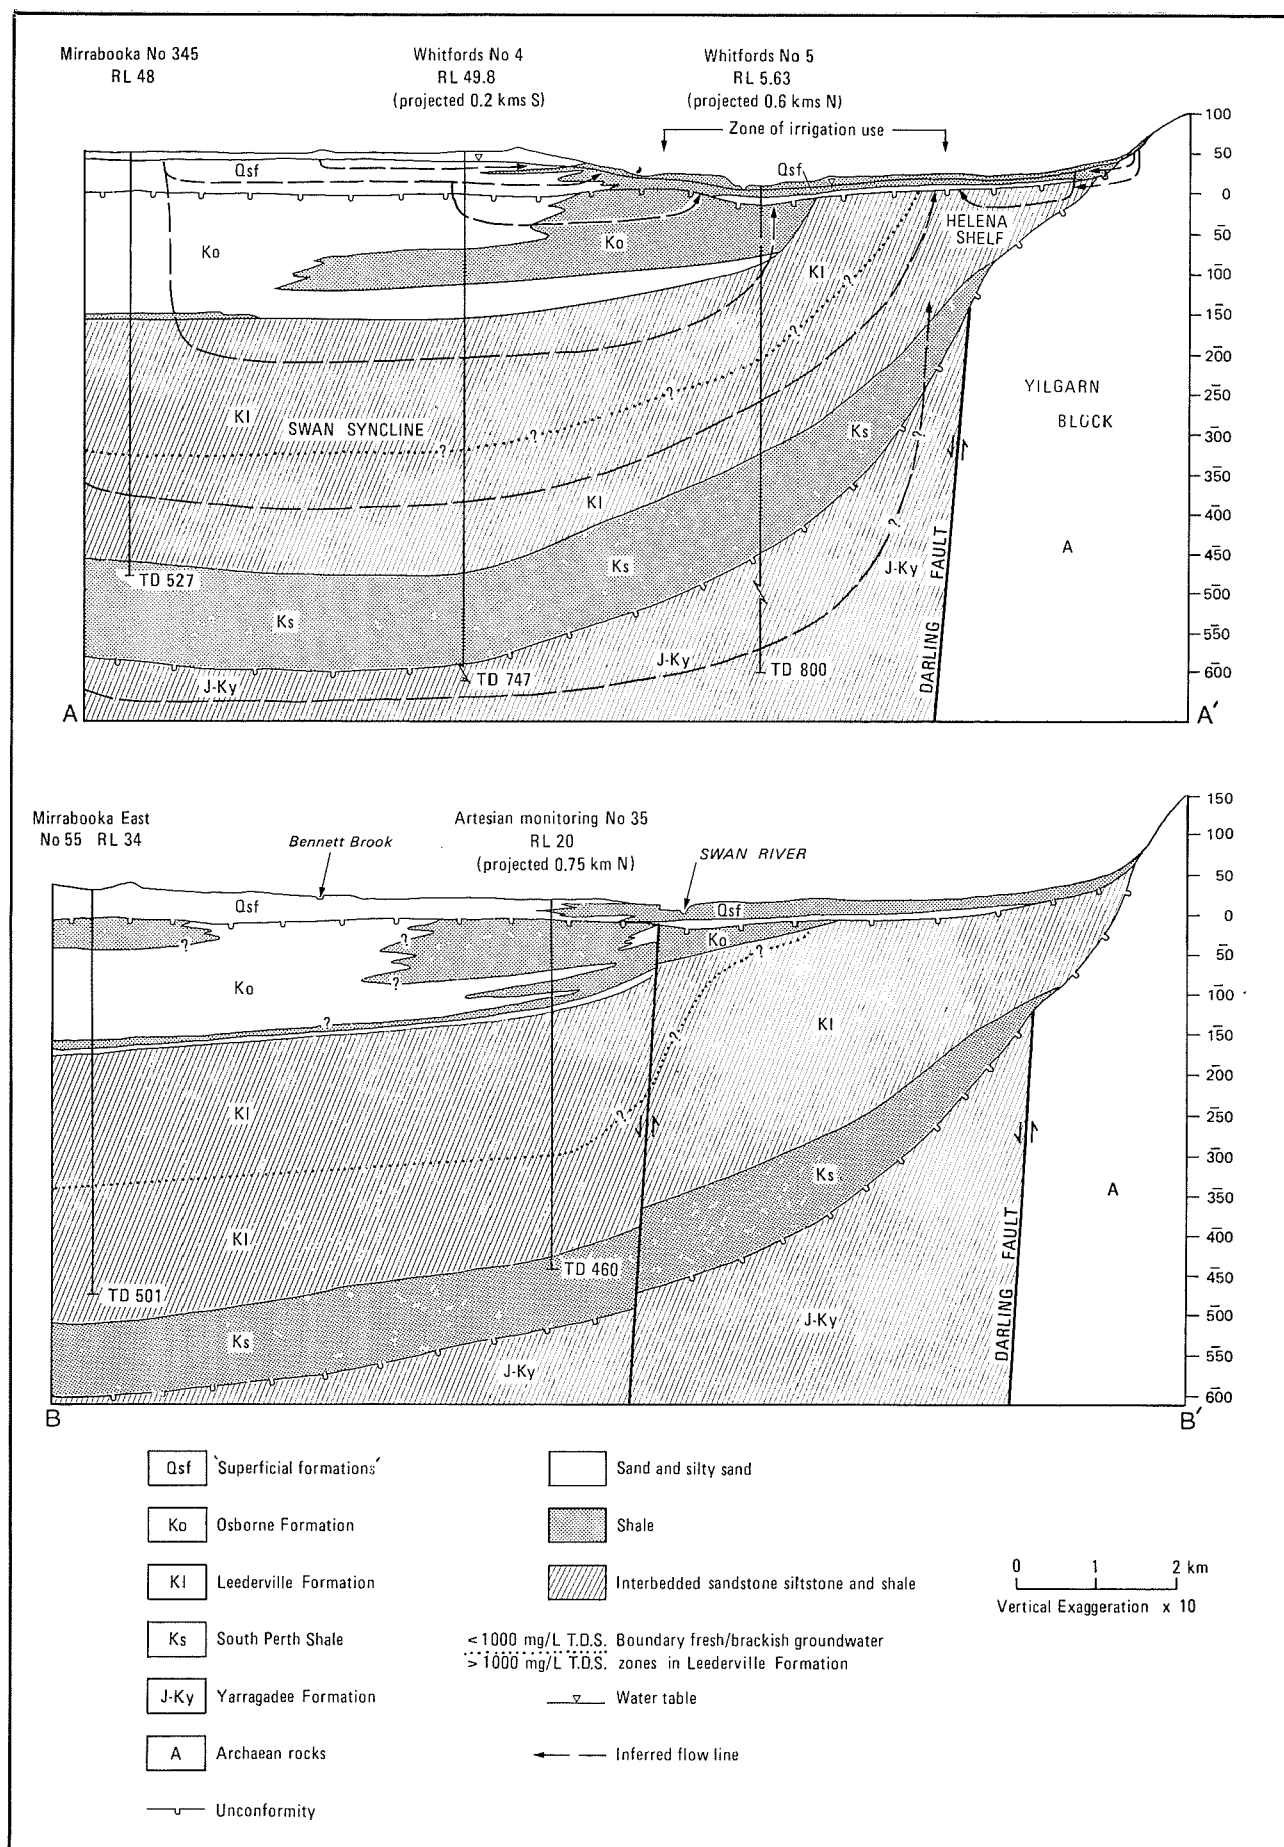 Mirrabooka No 345
RL 48
Whitfords No 4
RL 49.8
(projected 0.2 kms S)
Whitfords No 5
RL 5.63
(projected 0.6 kms N)
Zone of irrigation use
Qsf
Qsf
Ko
Ko
Kl
HELENA
SHELF
Kl
SWAN SYNCLINE
?
?
?
?
?
?
Kl
Ks
Ks
Ks
J-Ky
J-Ky
J-Ky
TD 527
TD 747
TD 800
DARLING FAULT
YILGARN
BLOCK
A
100
50
0
50
100
150
200
250
300
350
400
450
500
550
600
A
A'
Mirrabooka East
No 55 RL 34
Bennett Brook
Artesian monitoring No 35
RL 20
(projected 0.75 km N)
SWAN RIVER
Qsf
Qsf
?
?
?
?
?
?
?
Ko
Ko
Kl
Kl
Kl
Ks
Ks
J-Ky
J-Ky
TD 501
TD 460
DARLING FAULT
A
150
100
50
0
50
100
150
200
250
300
350
400
450
500
550
600
B
B'
Qsf 'Superficial formations'
Ko Osborne Formation
Kl Leederville Formation
Ks South Perth Shale
J-Ky Yarragadee Formation
A Archaean rocks
Unconformity
Sand and silty sand
Shale
Interbedded sandstone siltstone and shale
<1000 mg/L T.D.S. Boundary fresh/brackish groundwater
>1000 mg/L T.D.S. zones in Leederville Formation
Water table
Inferred flow line
0 1 2 km
Vertical Exaggeration x 10